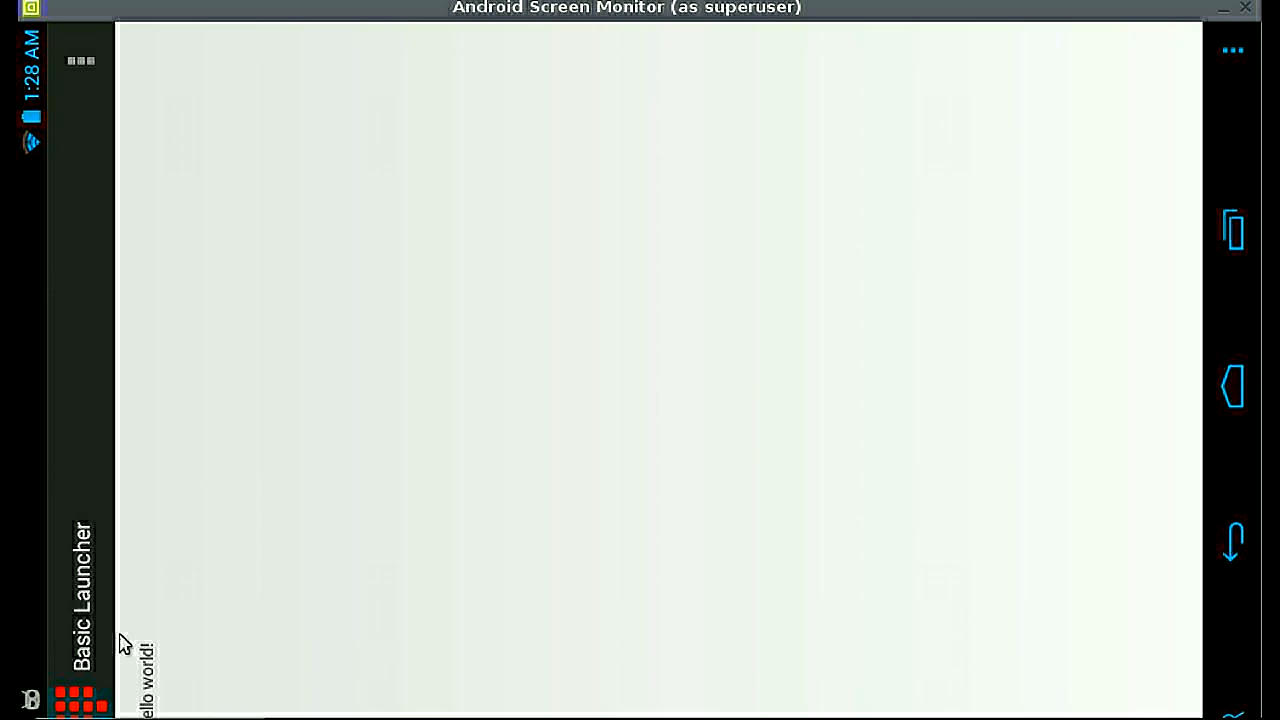 Android Screen Monitor (as superuser)
1:28 AM
Basic Launcher
ello world!